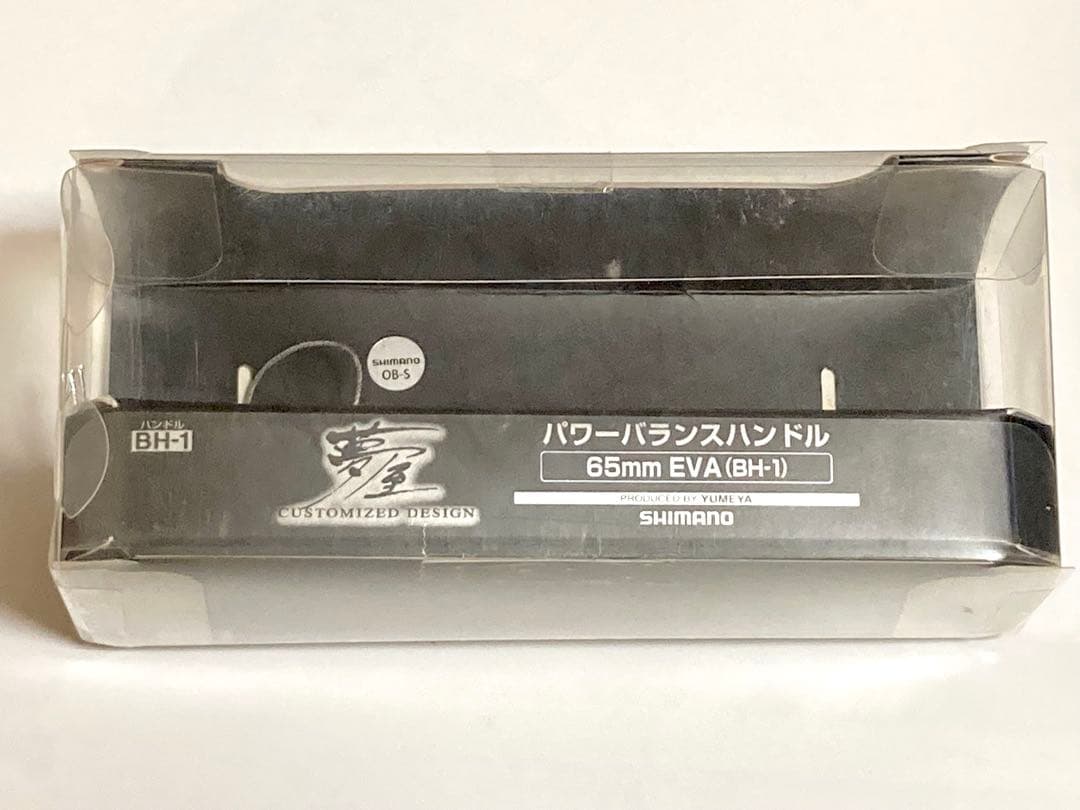 SHIMANO
OB-S
ハンドル
BH-1
夢屋
CUSTOMIZED DESIGN
パワーバランスハンドル
65mm EVA(BH-1)
PRODUCED BY YUMEYA
SHIMANO